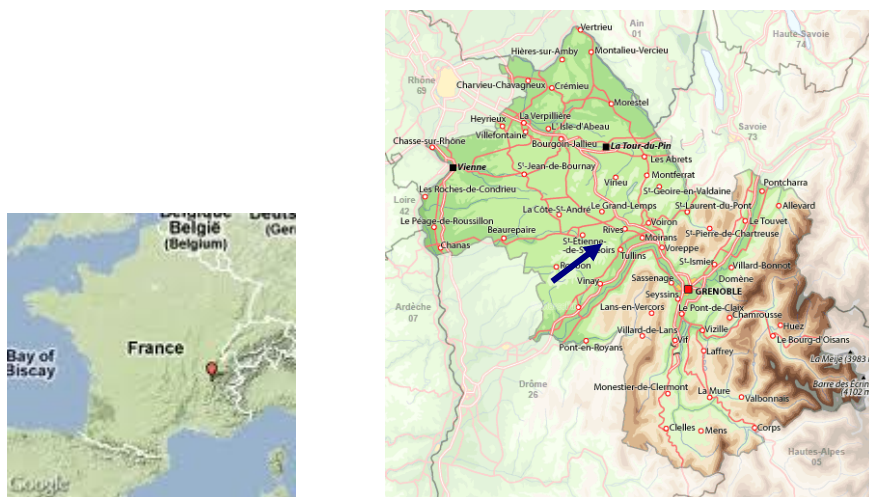 Belgique
België
(Belgium)
Deuts
(Ger
Bay of
Biscay
France
Google
Ain
01
Haute-Savoie
74
Vertrieu
Hières-sur-Amby
Montalieu-Vercieu
Rhône
69
Charvieu-Chavagneux
Crémieu
Morestel
La Verpillière
Heyrieux
L' Isle-d'Abeau
Villefontaine
Savoie
73
Chasse-sur-Rhône
Bourgoin-Jallieu
La Tour-du-Pin
Les Abrets
Vienne
St-Jean-de-Bournay
Montferrat
Virieu
Pontcharra
Les Roches-de-Condrieu
St-Geoire-en-Valdaine
Loire
42
St-Laurent-du-Pont
Allevard
La Côte-St-André
Le Grand-Lemps
Le Péage-de-Roussillon
Voiron
Le Touvet
Beaurepaire
Rives
St-Pierre-de-Chartreuse
St-Etienne-
Moirans
Chanas
Voreppe
Tullins
St-Ismier
Villard-Bonnot
Vinay
Sassenage
Domène
Seyssins
GRENOBLE
Ardèche
07
Lans-en-Vercors
Le Pont-de-Claix
Chamrousse
Huez
Villard-de-Lans
Vizille
Le Bourg-d'Oisans
Pont-en-Royans
Vif
Laffrey
La Meije (3983
Drôme
26
Monestier-de-Clermont
Barre des Ecrin
(4102 m
La Mure
Valbonnais
Clelles
Mens
Corps
Hautes-Alpes
05